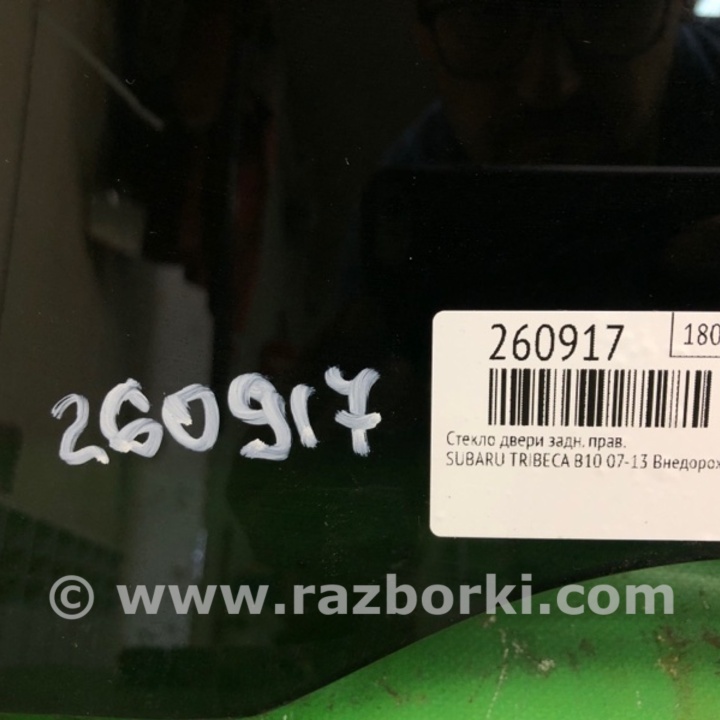 260917
180
260917
Стекло двери задн. прав.
SUBARU TRIBECA B10 07-13 Внедорож
© www.razborki.com